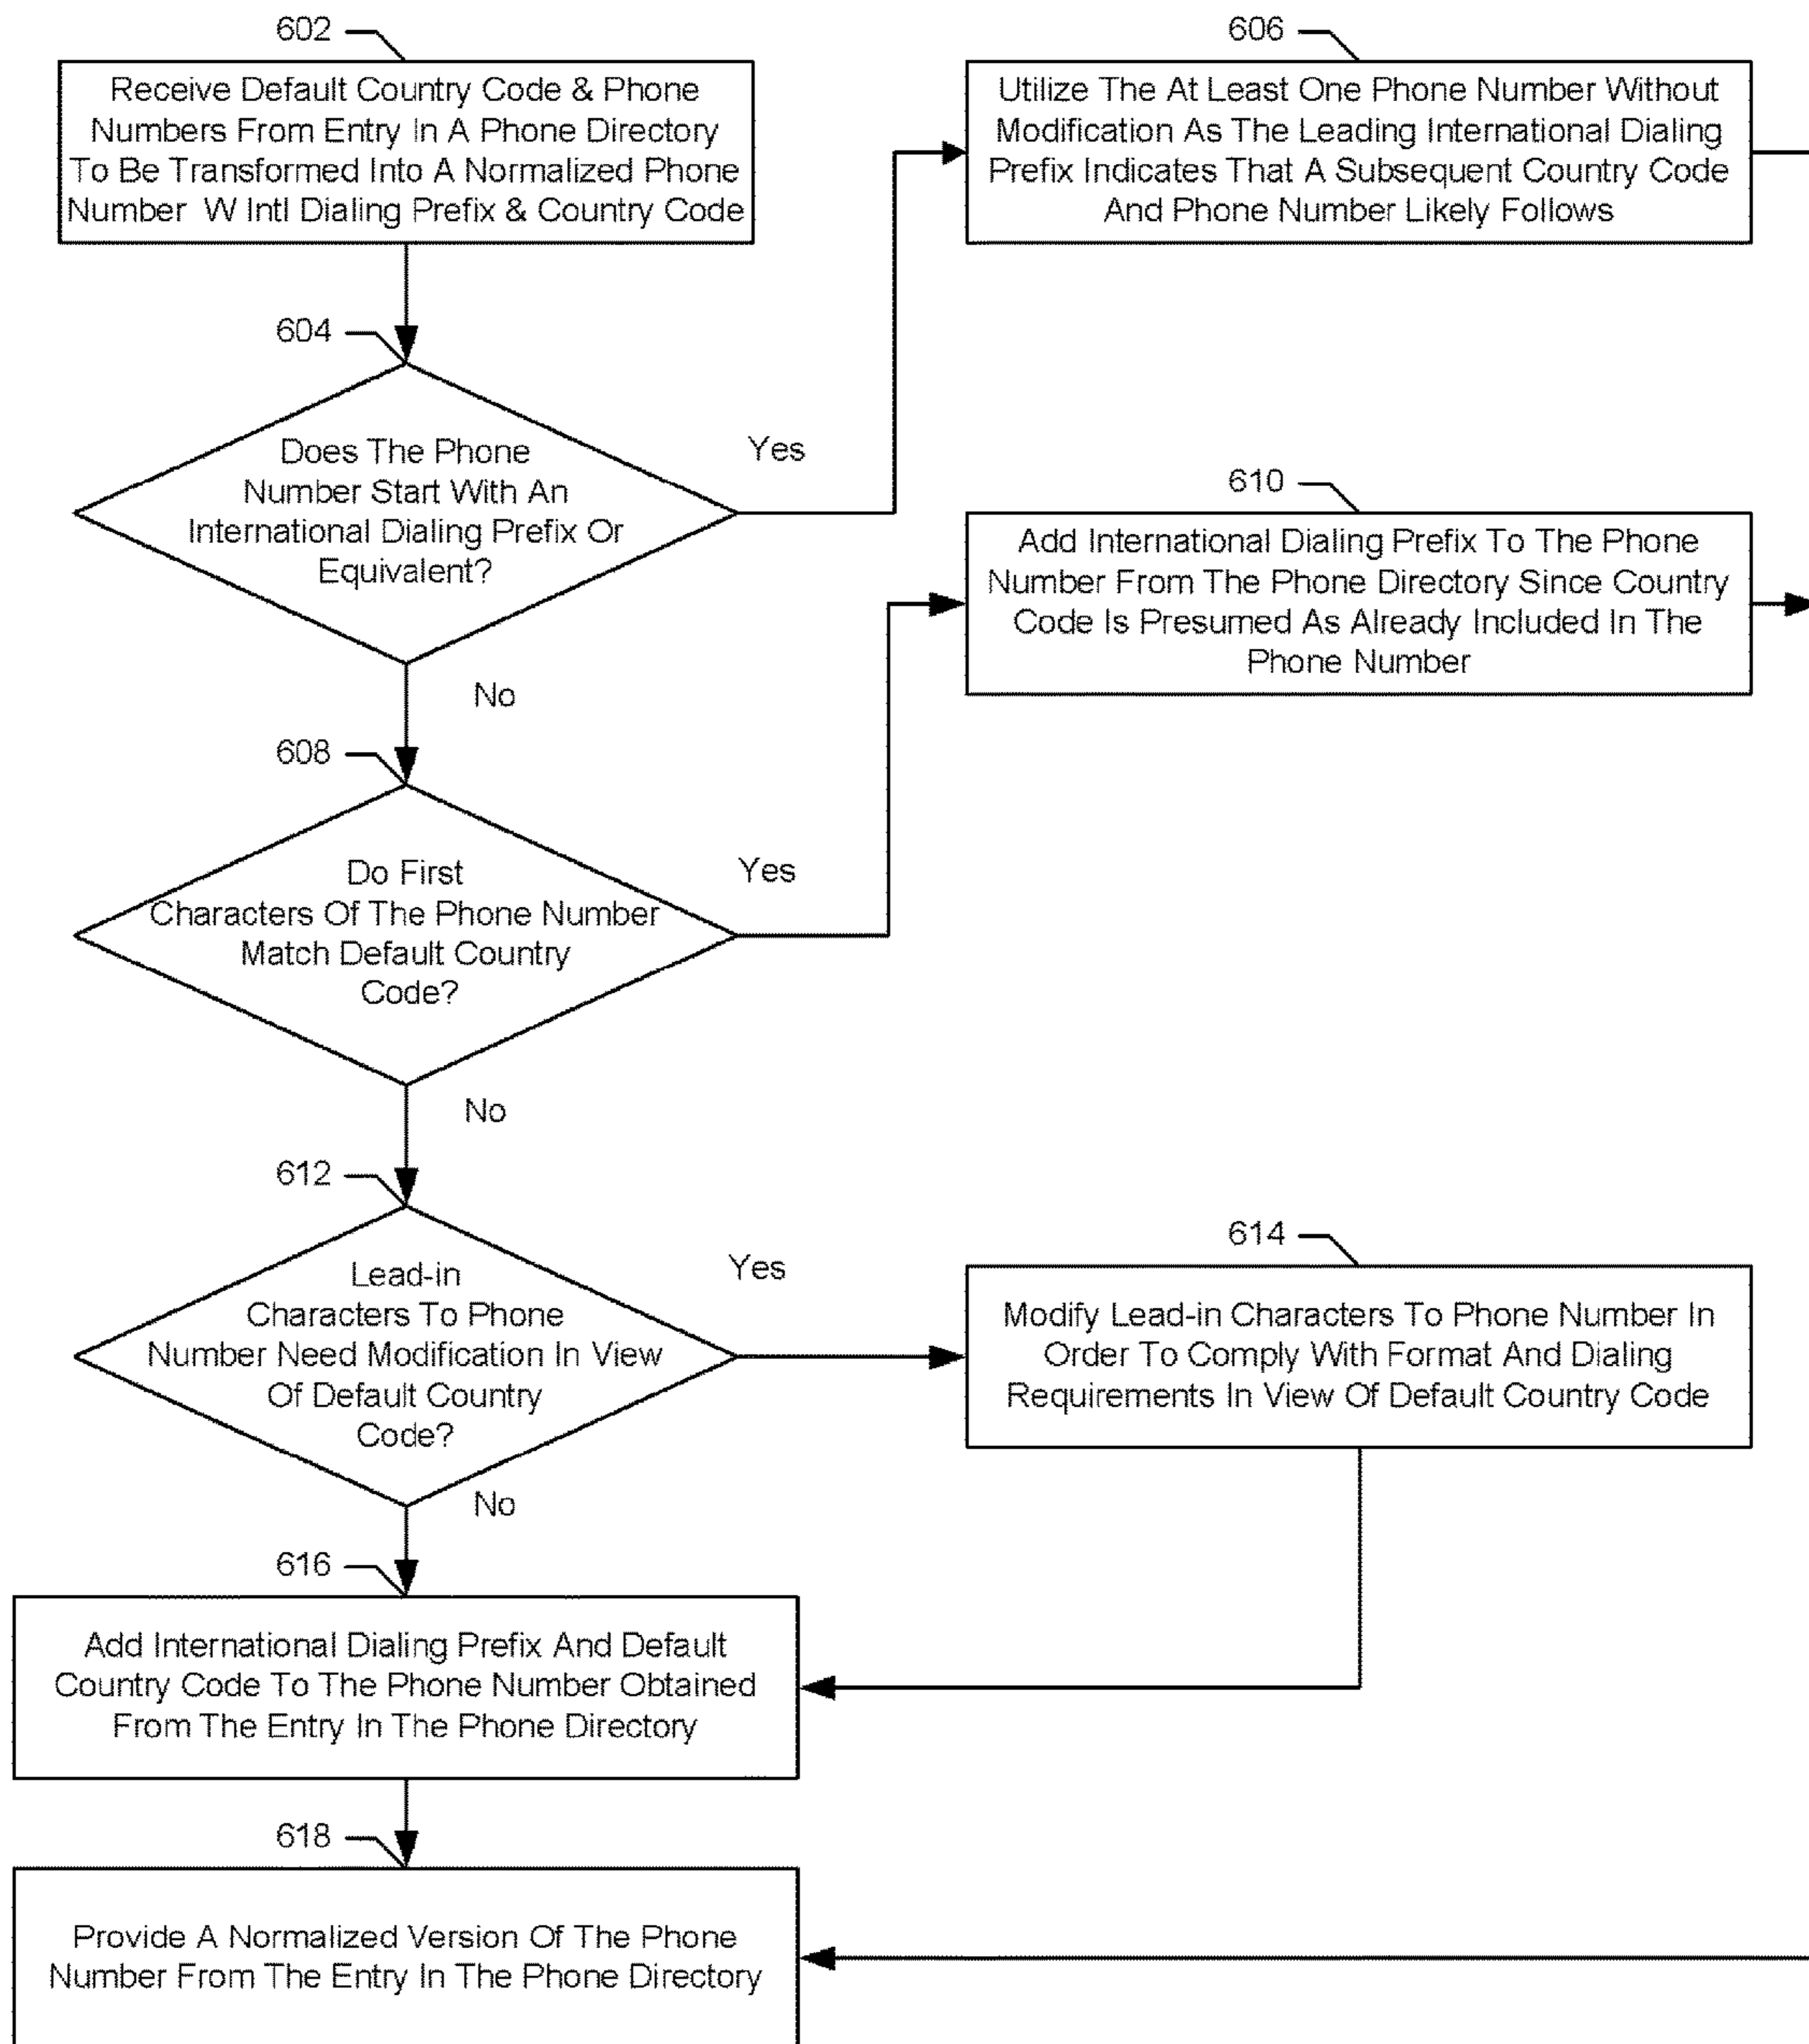 602
Receive Default Country Code & Phone
Numbers From Entry In A Phone Directory
To Be Transformed Into A Normalized Phone
Number W Intl Dialing Prefix & Country Code
606
Utilize The At Least One Phone Number Without
Modification As The Leading International Dialing
Prefix Indicates That A Subsequent Country Code
And Phone Number Likely Follows
604
Does The Phone
Number Start With An
International Dialing Prefix Or
Equivalent?
Yes
No
610
Add International Dialing Prefix To The Phone
Number From The Phone Directory Since Country
Code Is Presumed As Already Included In The
Phone Number
608
Do First
Characters Of The Phone Number
Match Default Country
Code?
Yes
No
612
Lead-in
Characters To Phone
Number Need Modification In View
Of Default Country
Code?
Yes
No
614
Modify Lead-in Characters To Phone Number In
Order To Comply With Format And Dialing
Requirements In View Of Default Country Code
616
Add International Dialing Prefix And Default
Country Code To The Phone Number Obtained
From The Entry In The Phone Directory
618
Provide A Normalized Version Of The Phone
Number From The Entry In The Phone Directory